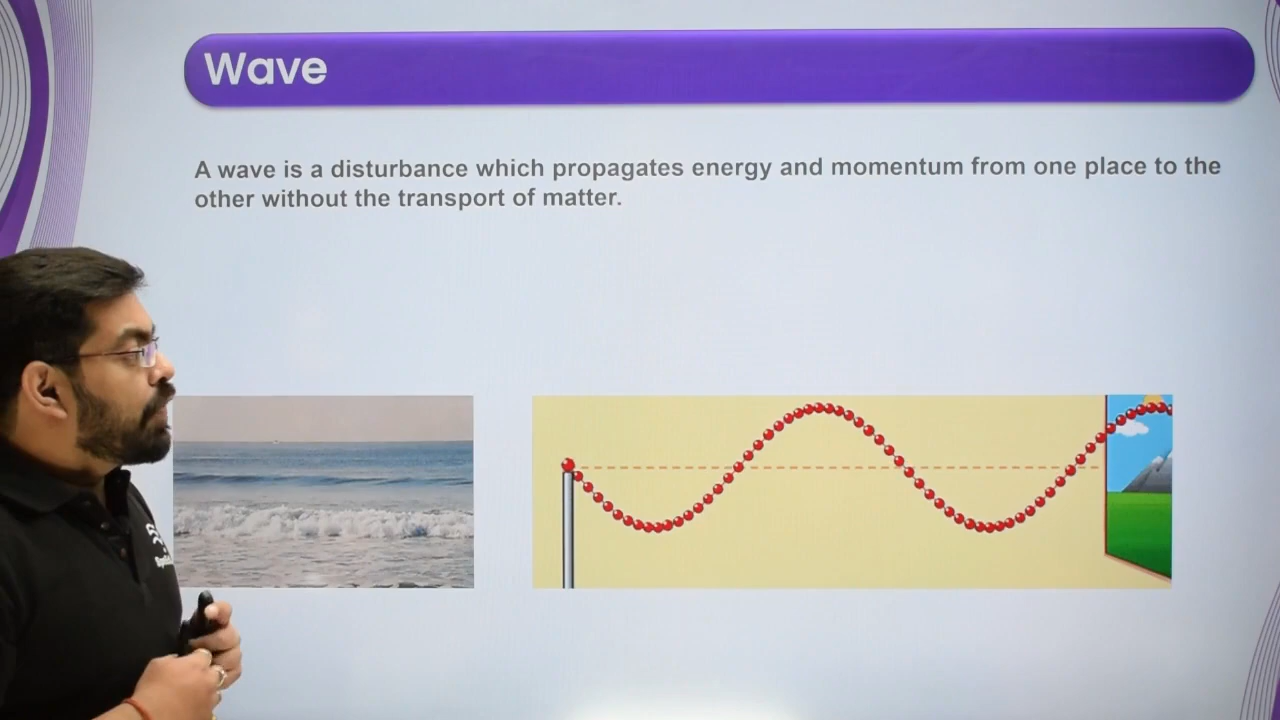 Wave
A wave is a disturbance which propagates energy and momentum from one place to the
other without the transport of matter.